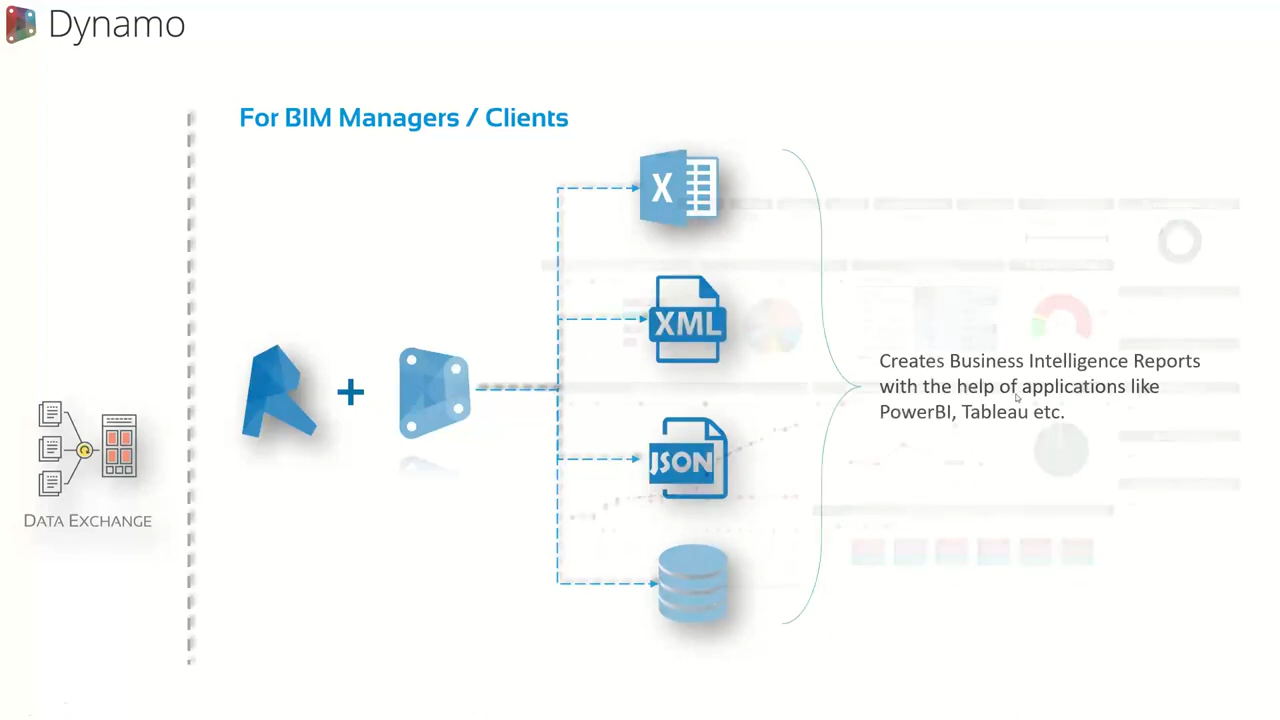 Dynamo
For BIM Managers / Clients
X
XML
JSON
Creates Business Intelligence Reports
with the help of applications like
PowerBI, Tableau etc.
DATA EXCHANGE